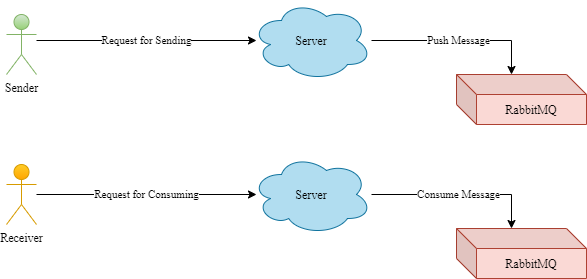 Request for Sending
Server
Push Message
Sender
RabbitMQ
Request for Consuming
Server
Consume Message
Receiver
RabbitMQ